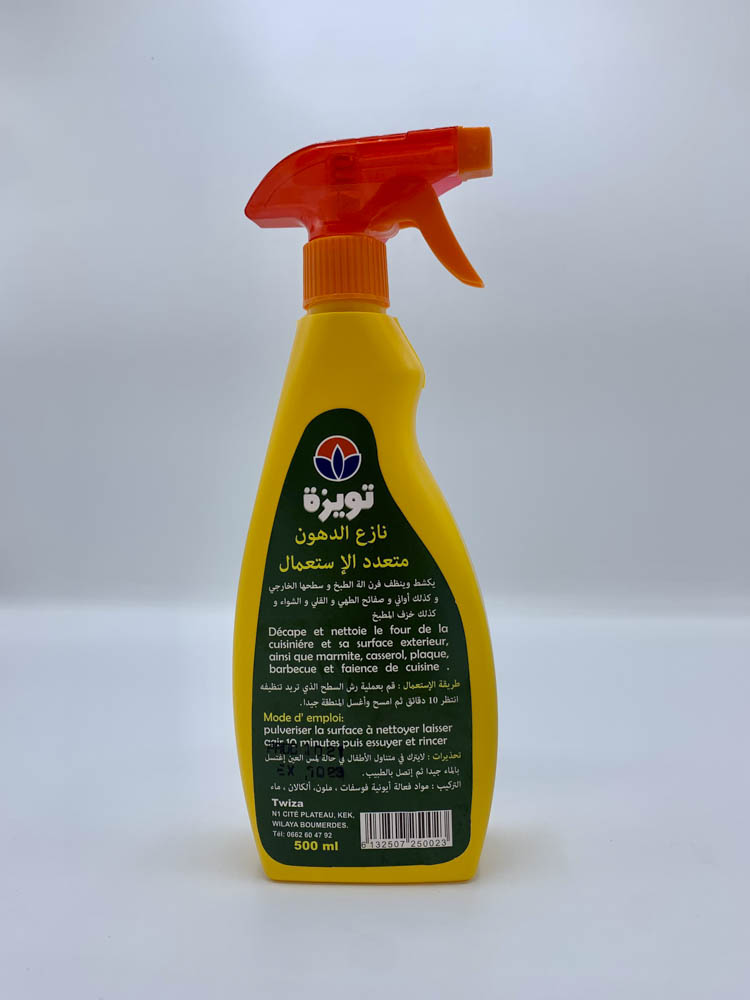 تويزة
نازع الدهون
متعدد الإستعمال
يكشط وينظف فرن الة الطبخ و سطحها الخارجي
و كذلك أواني و صفائح الطهي و القلي و الشواء و
كذلك خزف المطبخ
Décape et nettoie le four de la
cuisiniére et sa surface exterieur,
ainsi que marmite, casserol, plaque,
barbecue et faience de cuisine .
طريقة الإستعمال : قم بعملية رش السطح الذي تريد تنظيفه
انتظر 10 دقائق ثم امسح وأغسل المنطقة جيدا.
Mode d' emploi:
pulveriser la surface à nettoyer laisser
agir 10 minutes puis essuyer et rincer
تحذيرات : لايترك في متناول الأطفال في حالة لمس العين إغتسل
بالماء جيدا ثم إتصل بالطبيب.
التركيب : مواد فعالة أيونية فوسفات ، ملون، ألكالان ، ماء
Twiza
N1 CITÉ PLATEAU, KEK.
WILAYA BOUMERDES.
Tél: 0662 60 47 92
500 ml
6 132507 250023